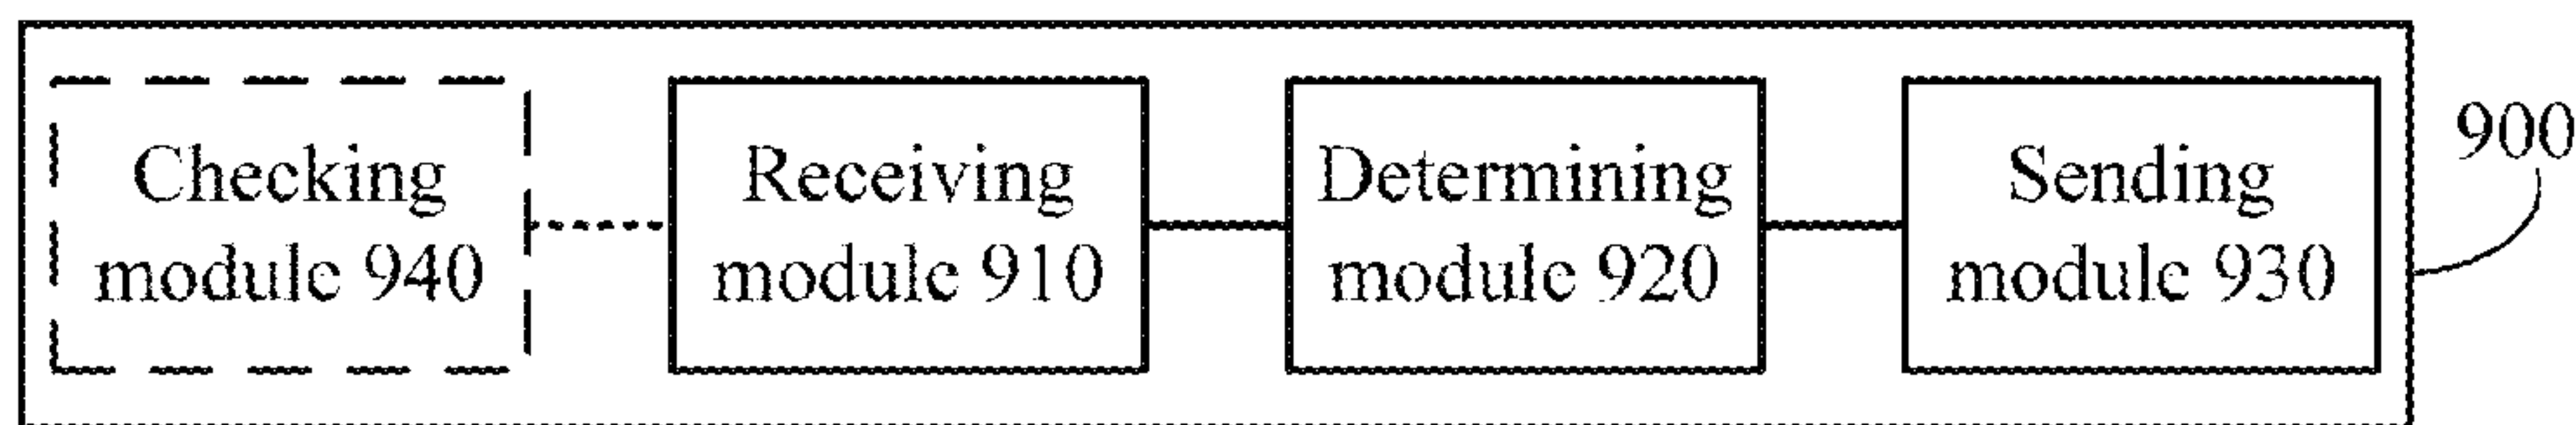 Checking
module 940
Receiving
module 910
Determining
module 920
Sending
module 930
900